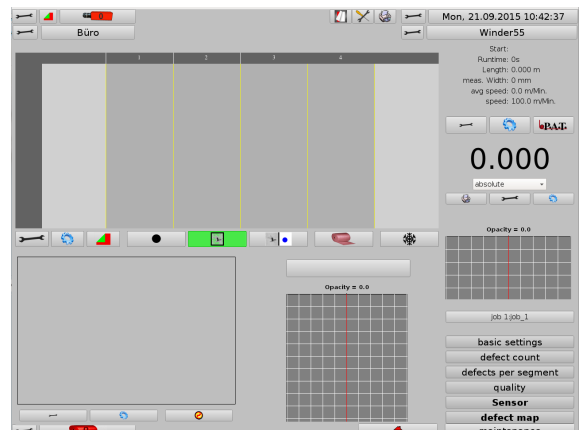 Mon, 21.09.2015 10:42:37
Büro
Winder55
1
2
3
4
Start:
Runtime: 0s
Length: 0.000 m
meas. Width: 0 mm
avg speed: 0.0 m/Min.
speed: 100.0 m/Min.
P.A.T.
0.000
absolute
Opacity = 0.0
Opacity = 0.0
job 1:job_1
basic settings
defect count
defects per segment
quality
Sensor
defect map
maintenance